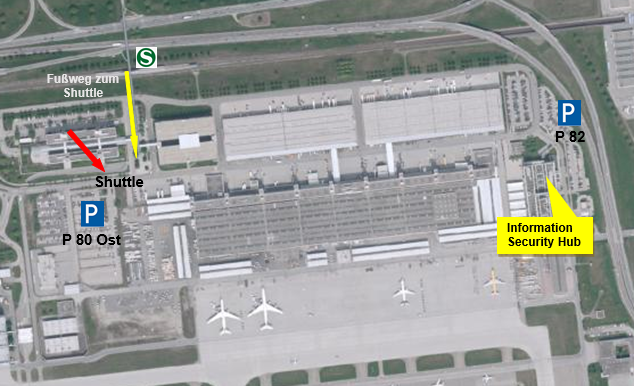 S
Fußweg zum
Shuttle
P
P 82
Shuttle
P
P 80 Ost
Information
Security Hub